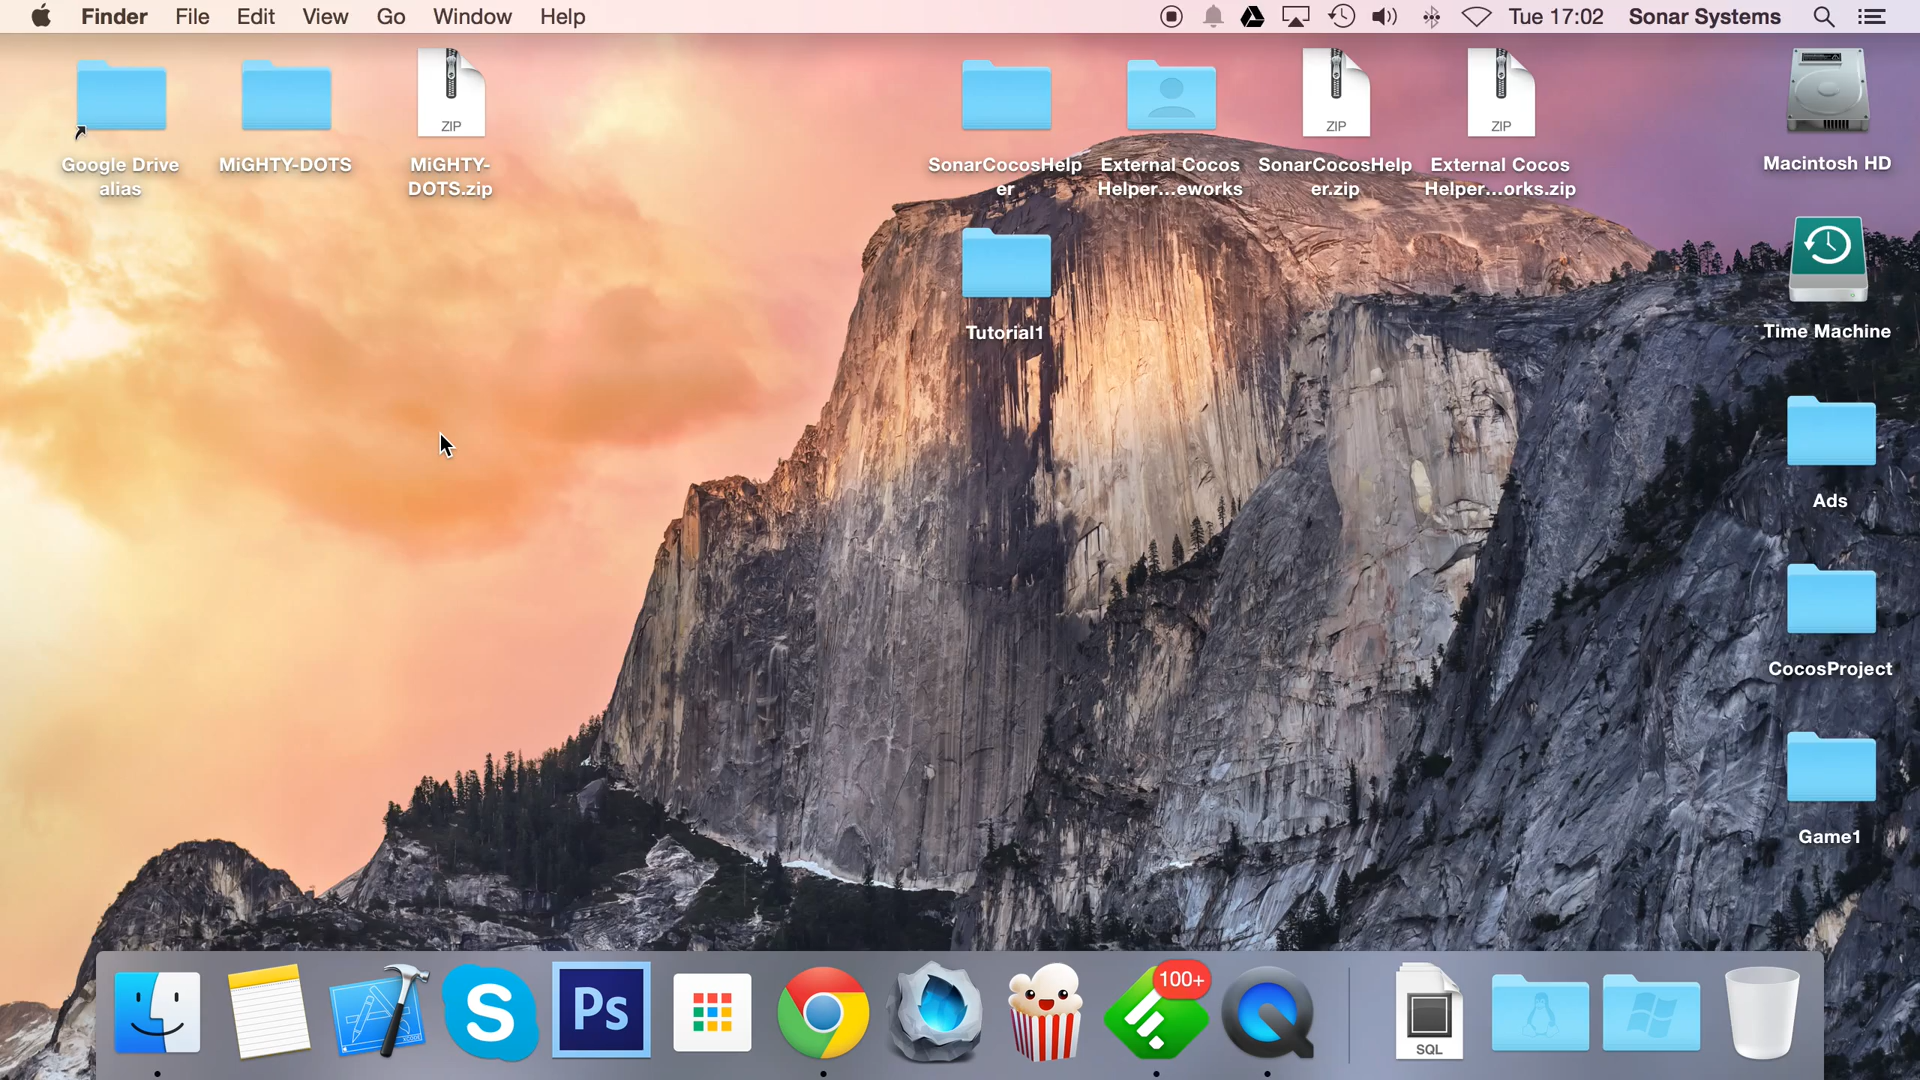 Finder File Edit View Go Window Help Tue 17:02 Sonar Systems
Google Drive
alias
MiGHTY-DOTS
MiGHTY-
DOTS.zip
ZIP
SonarCocosHelp
er
External Cocos
Helper...eworks
ZIP
SonarCocosHelp
er.zip
ZIP
External Cocos
Helper...orks.zip
Macintosh HD
Tutorial1
Time Machine
Ads
CocosProject
Game1
Ps
100+
SQL